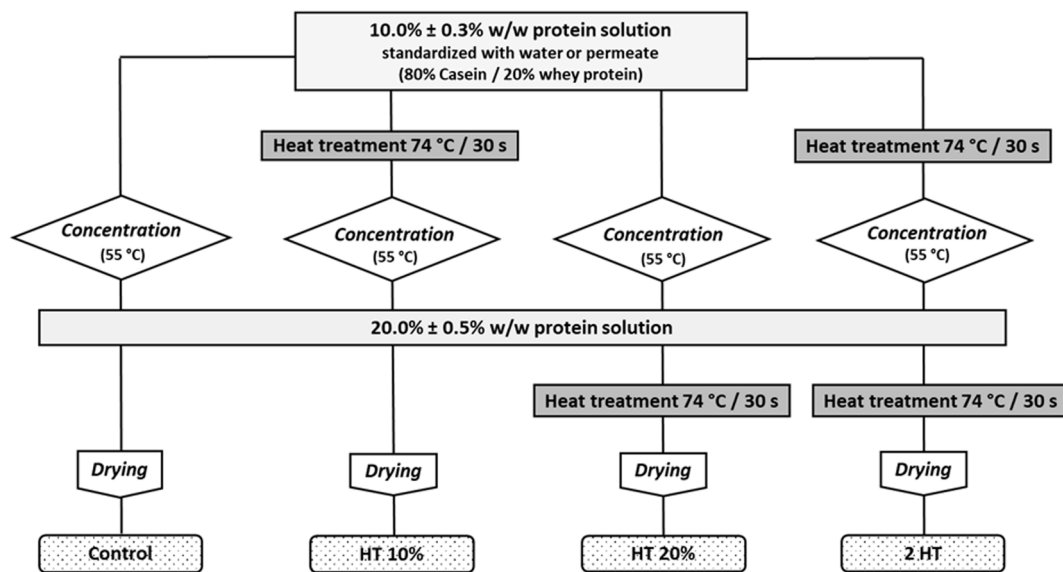 10.0% ± 0.3% w/w protein solution
standardized with water or permeate
(80% Casein / 20% whey protein)
Heat treatment 74 °C / 30 s
Heat treatment 74 °C / 30 s
Concentration
(55 °C)
Concentration
(55 °C)
Concentration
(55 °C)
Concentration
(55 °C)
20.0% ± 0.5% w/w protein solution
Heat treatment 74 °C / 30 s
Heat treatment 74 °C / 30 s
Drying
Drying
Drying
Drying
Control
HT 10%
HT 20%
2 HT